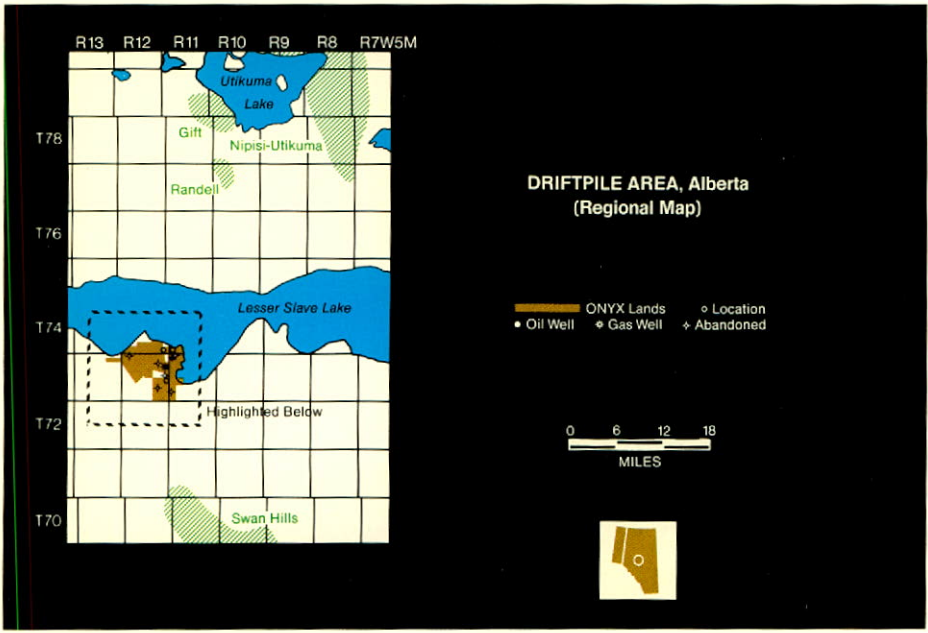 R13 R12 R11 R10 R9 R8 R7W5M
Utikuma
Lake
Gift
T78
Nipisi-Utikuma
Randell
T76
Lesser Slave Lake
T74
Highlighted Below
T72
T70
Swan Hills
DRIFTPILE AREA, Alberta
(Regional Map)
ONYX Lands
Location
Oil Well
Gas Well
Abandoned
0 6 12 18
MILES